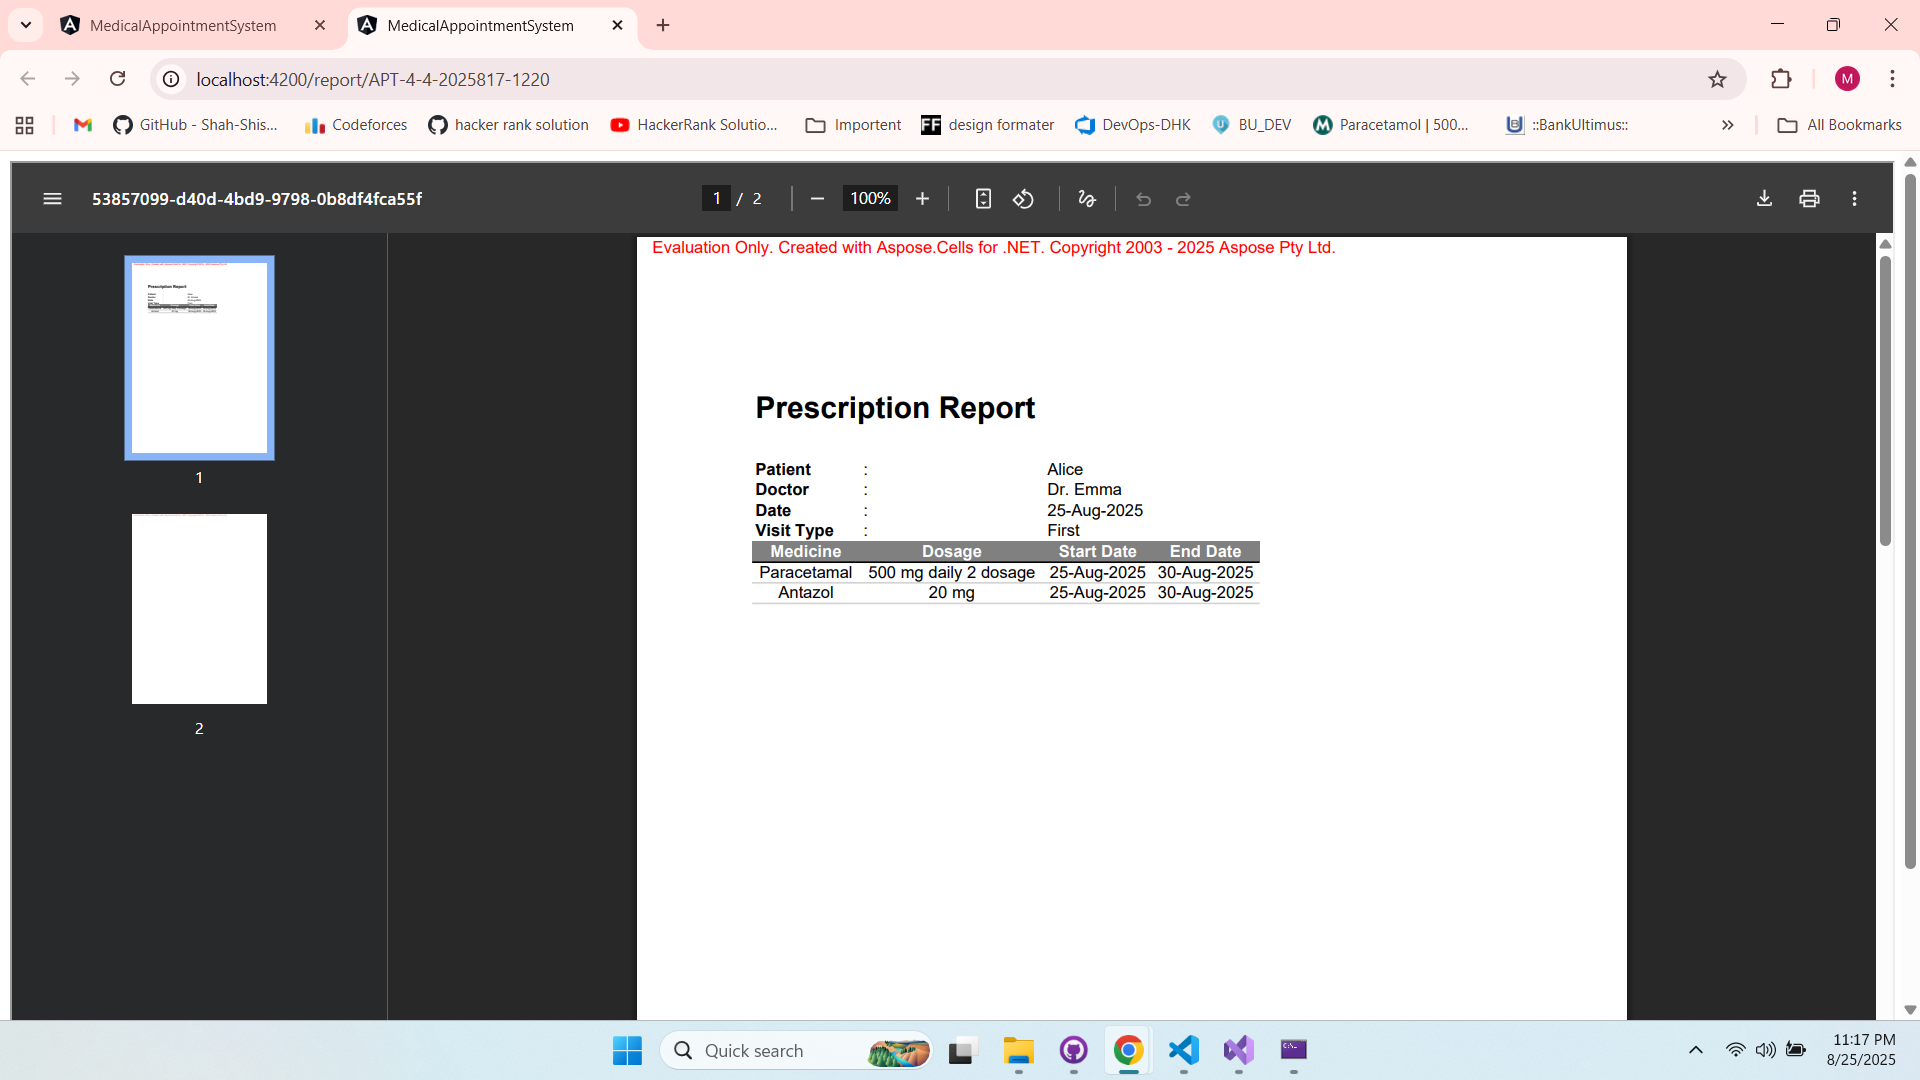 MedicalAppointmentSystem
MedicalAppointmentSystem
M
localhost:4200/report/APT-4-4-2025817-1220
GitHub - Shah-Shis...
Codeforces
hacker rank solution
HackerRank Solutio...
Importent
FF
design formater
DevOps-DHK
BU_DEV
Paracetamol | 500...
::BankUltimus::
All Bookmarks
53857099-d40d-4bd9-9798-0b8df4fca55f
1 / 2
100%
1
2
Evaluation Only. Created with Aspose.Cells for .NET. Copyright 2003 - 2025 Aspose Pty Ltd.
Prescription Report
Patient : Alice
Doctor : Dr. Emma
Date : 25-Aug-2025
Visit Type : First
Medicine Dosage Start Date End Date
Paracetamal 500 mg daily 2 dosage 25-Aug-2025 30-Aug-2025
Antazol 20 mg 25-Aug-2025 30-Aug-2025
Quick search
11:17 PM
8/25/2025